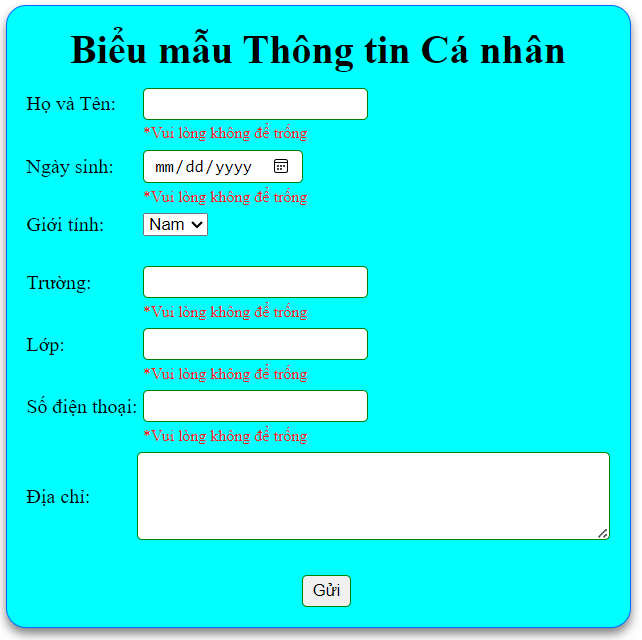 Biểu mẫu Thông tin Cá nhân
Họ và Tên:
*Vui lòng không để trống
Ngày sinh: mm/dd/yyyy
*Vui lòng không để trống
Giới tính: Nam
Trường:
*Vui lòng không để trống
Lớp:
*Vui lòng không để trống
Số điện thoại:
*Vui lòng không để trống
Địa chỉ:
Gửi